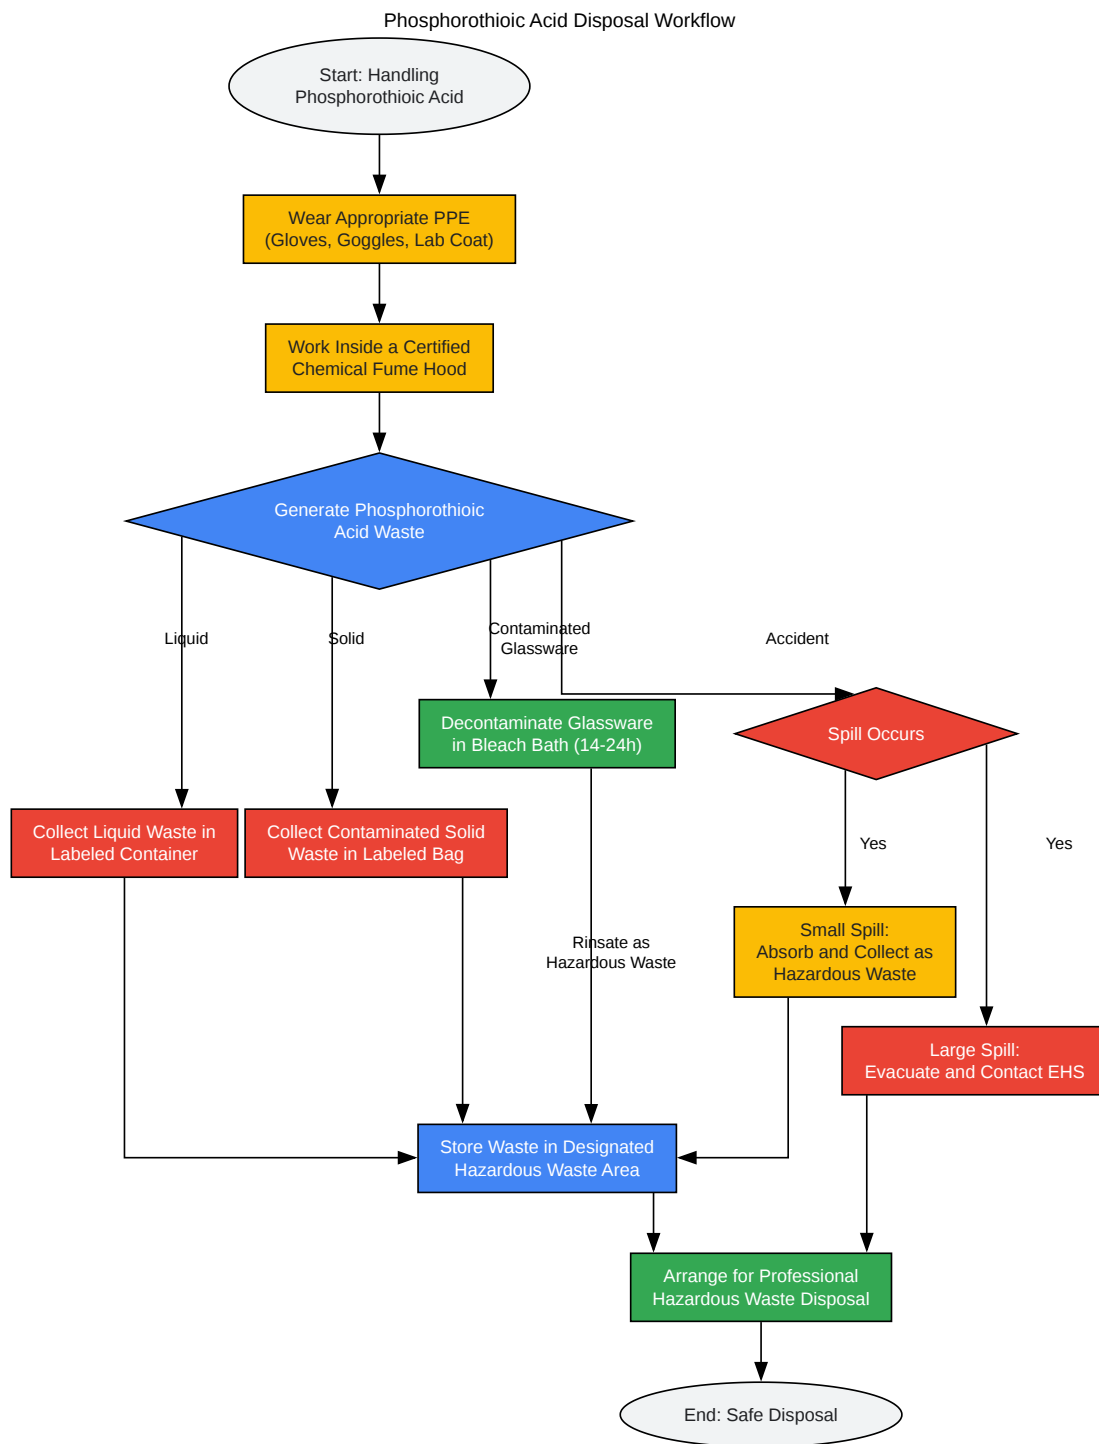 Phosphorothioic Acid Disposal Workflow
Start: Handling
Phosphorothioic Acid
Wear Appropriate PPE
(Gloves, Goggles, Lab Coat)
Work Inside a Certified
Chemical Fume Hood
Generate Phosphorothioic
Acid Waste
Liquid
Solid
Contaminated
Glassware
Accident
Decontaminate Glassware
in Bleach Bath (14-24h)
Spill Occurs
Collect Liquid Waste in
Labeled Container
Collect Contaminated Solid
Waste in Labeled Bag
Yes
Yes
Rinsate as
Hazardous Waste
Small Spill:
Absorb and Collect as
Hazardous Waste
Large Spill:
Evacuate and Contact EHS
Store Waste in Designated
Hazardous Waste Area
Arrange for Professional
Hazardous Waste Disposal
End: Safe Disposal